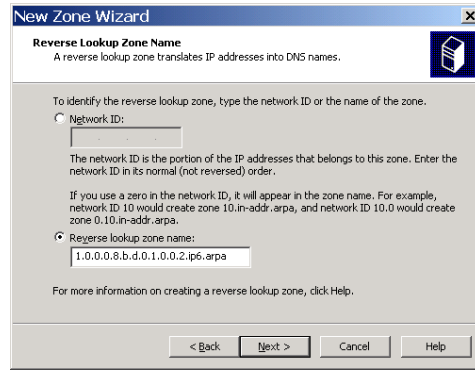 New Zone Wizard
Reverse Lookup Zone Name
A reverse lookup zone translates IP addresses into DNS names.
To identify the reverse lookup zone, type the network ID or the name of the zone.
Network ID:
The network ID is the portion of the IP addresses that belongs to this zone. Enter the
network ID in its normal (not reversed) order.
If you use a zero in the network ID, it will appear in the zone name. For example,
network ID 10 would create zone 10.in-addr.arpa, and network ID 10.0 would create
zone 0.10.in-addr.arpa.
Reverse lookup zone name:
1.0.0.0.8.b.d.0.1.0.0.2.ip6.arpa
For more information on creating a reverse lookup zone, click Help.
< Back Next > Cancel Help